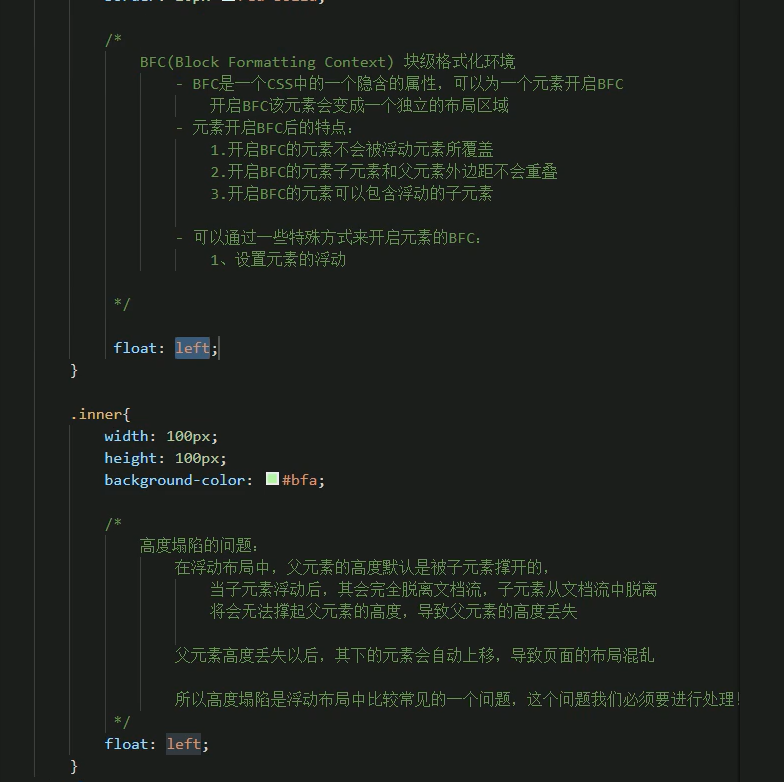 /*
BFC(Block Formatting Context) 块级格式化环境
- BFC是一个CSS中的一个隐含的属性，可以为一个元素开启BFC
开启BFC该元素会变成一个独立的布局区域
- 元素开启BFC后的特点：
1.开启BFC的元素不会被浮动元素所覆盖
2.开启BFC的元素子元素和父元素外边距不会重叠
3.开启BFC的元素可以包含浮动的子元素
- 可以通过一些特殊方式来开启元素的BFC：
1、设置元素的浮动
*/
float: left;
}
.inner{
width: 100px;
height: 100px;
background-color: #bfa;
/*
高度塌陷的问题：
在浮动布局中，父元素的高度默认是被子元素撑开的，
当子元素浮动后，其会完全脱离文档流，子元素从文档流中脱离
将会无法撑起父元素的高度，导致父元素的高度丢失
父元素高度丢失以后，其下的元素会自动上移，导致页面的布局混乱
所以高度塌陷是浮动布局中比较常见的一个问题，这个问题我们必须要进行处理！
*/
float: left;
}